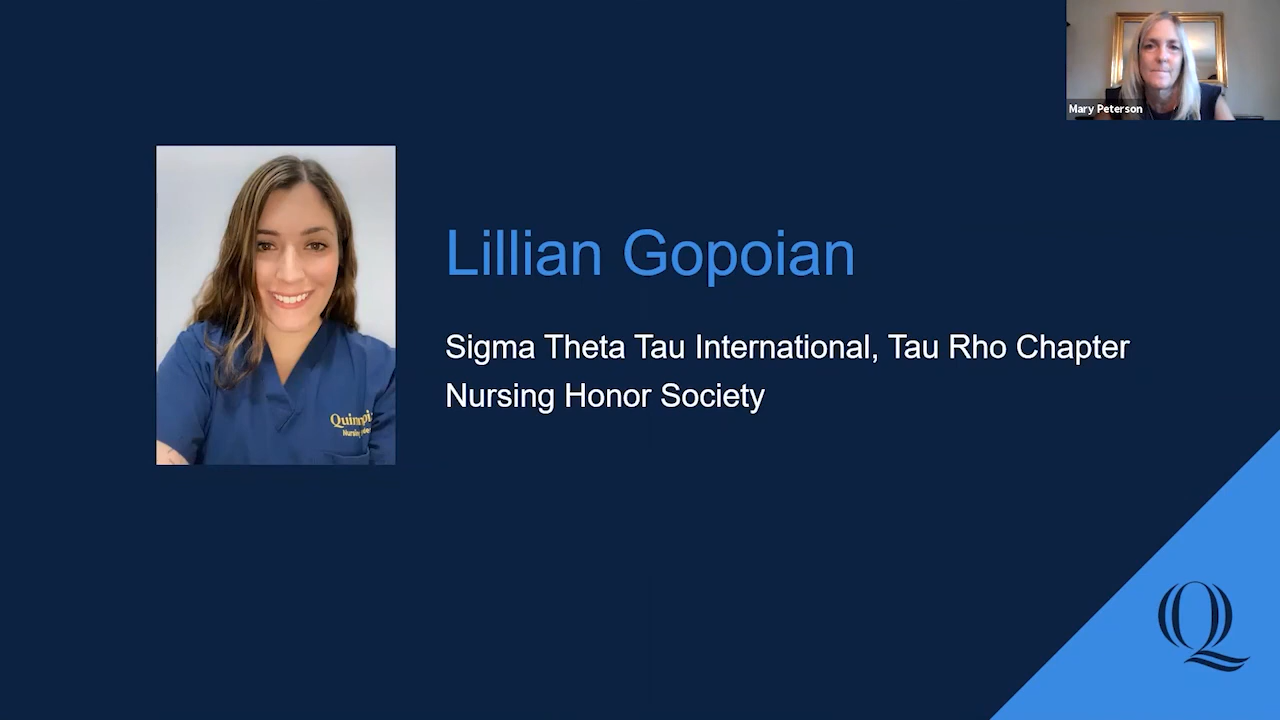 Mary Peterson
Lillian Gopoian
Sigma Theta Tau International, Tau Rho Chapter
Nursing Honor Society
Q